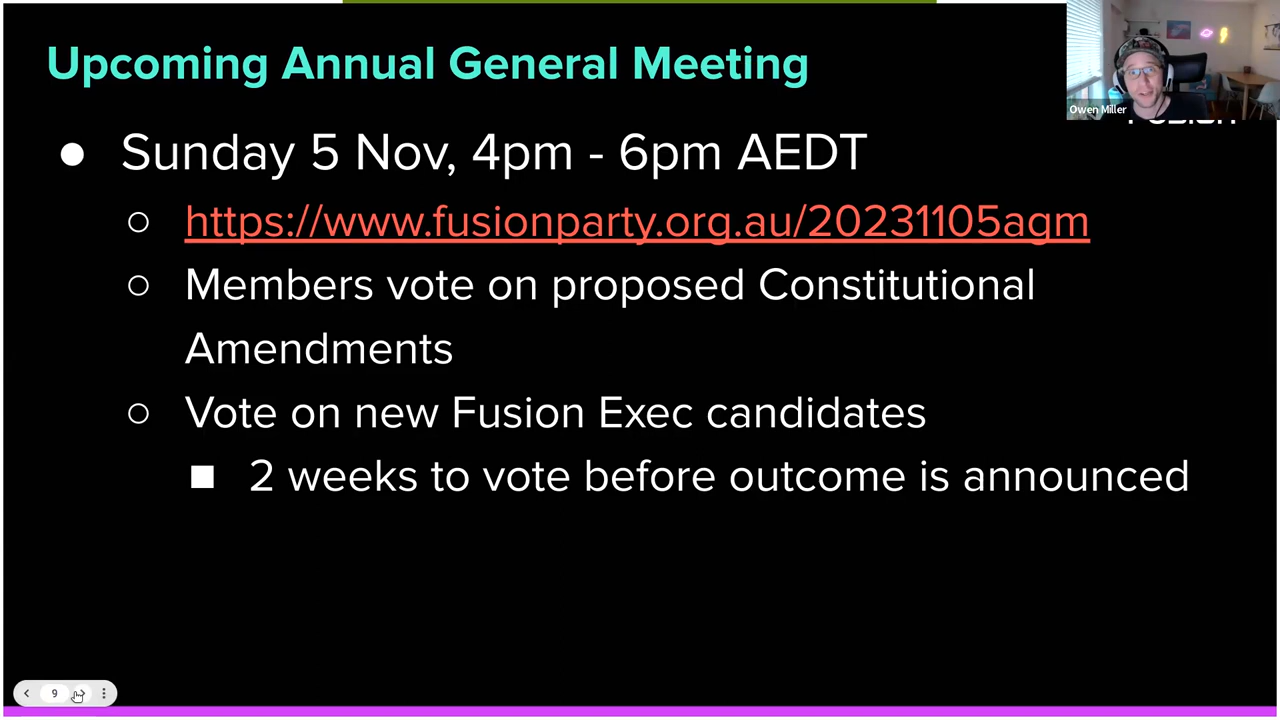 Upcoming Annual General Meeting
Owen Miller
● Sunday 5 Nov, 4pm - 6pm AEDT
○ https://www.fusionparty.org.au/20231105agm
○ Members vote on proposed Constitutional
Amendments
○ Vote on new Fusion Exec candidates
■ 2 weeks to vote before outcome is announced
9